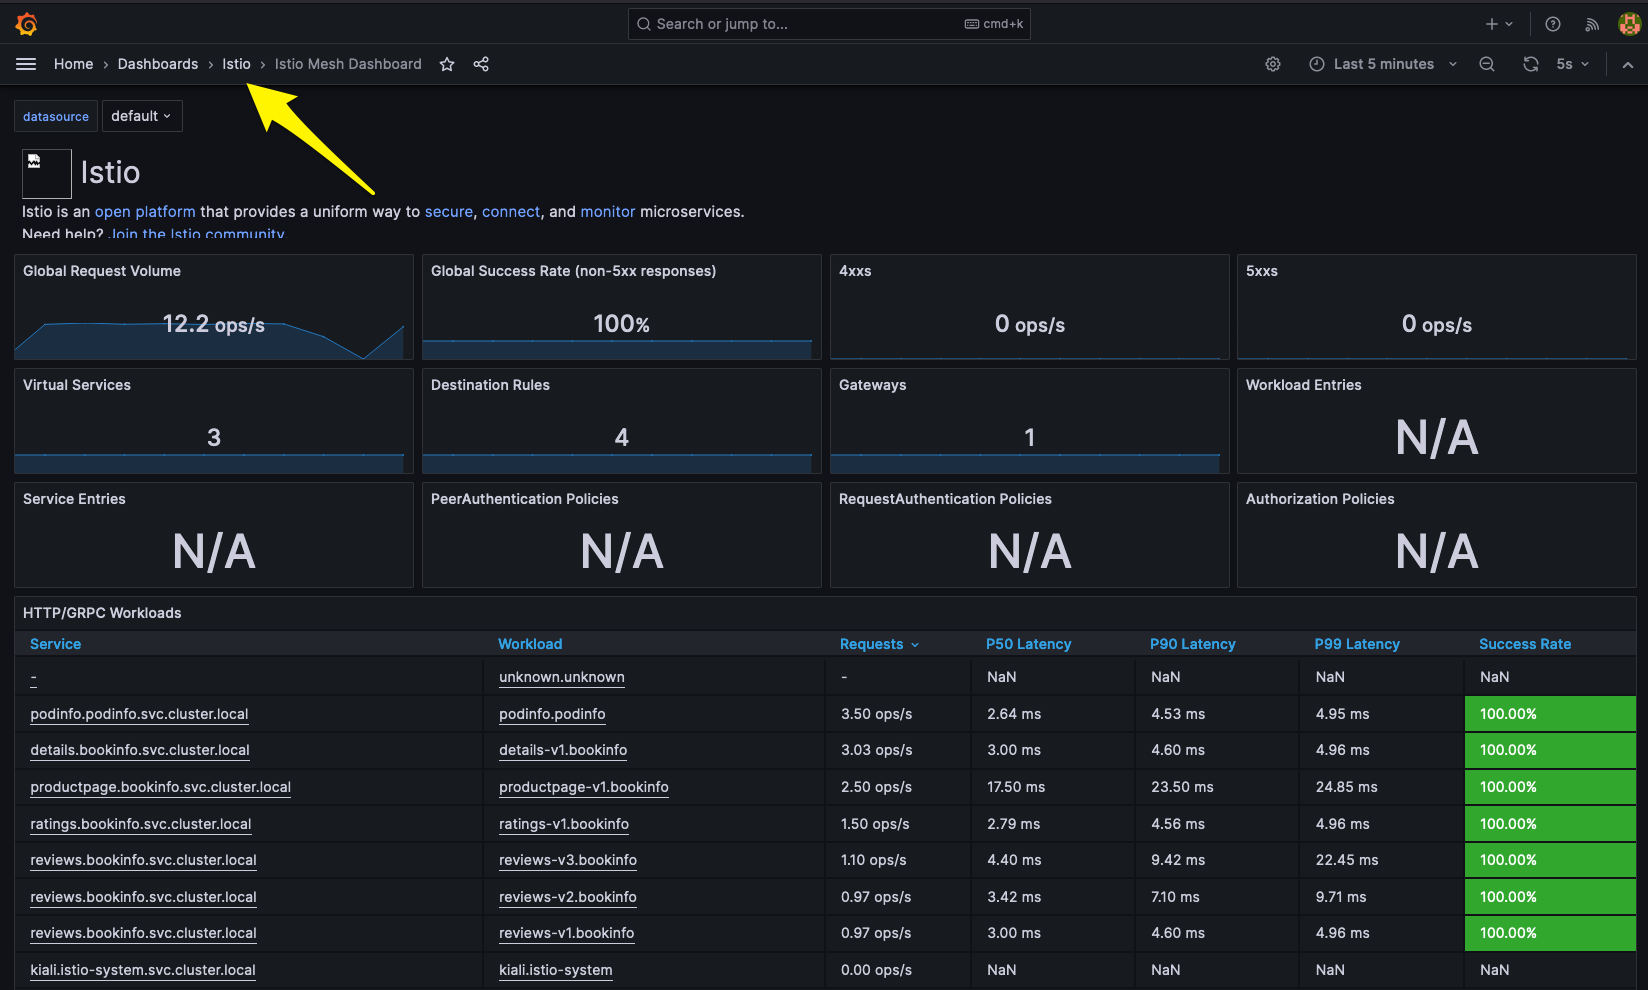 Search or jump to... cmd+k
Home › Dashboards › Istio › Istio Mesh Dashboard Last 5 minutes 5s
datasource default
Istio
Istio is an open platform that provides a uniform way to secure, connect, and monitor microservices.
Need help? Join the Istio community.
Global Request Volume Global Success Rate (non-5xx responses) 4xxs 5xxs
12.2 ops/s 100% 0 ops/s 0 ops/s
Virtual Services Destination Rules Gateways Workload Entries
3 4 1 N/A
Service Entries PeerAuthentication Policies RequestAuthentication Policies Authorization Policies
N/A N/A N/A N/A
HTTP/GRPC Workloads
Service Workload Requests P50 Latency P90 Latency P99 Latency Success Rate
- unknown.unknown - NaN NaN NaN NaN
podinfo.podinfo.svc.cluster.local podinfo.podinfo 3.50 ops/s 2.64 ms 4.53 ms 4.95 ms 100.00%
details.bookinfo.svc.cluster.local details-v1.bookinfo 3.03 ops/s 3.00 ms 4.60 ms 4.96 ms 100.00%
productpage.bookinfo.svc.cluster.local productpage-v1.bookinfo 2.50 ops/s 17.50 ms 23.50 ms 24.85 ms 100.00%
ratings.bookinfo.svc.cluster.local ratings-v1.bookinfo 1.50 ops/s 2.79 ms 4.56 ms 4.96 ms 100.00%
reviews.bookinfo.svc.cluster.local reviews-v3.bookinfo 1.10 ops/s 4.40 ms 9.42 ms 22.45 ms 100.00%
reviews.bookinfo.svc.cluster.local reviews-v2.bookinfo 0.97 ops/s 3.42 ms 7.10 ms 9.71 ms 100.00%
reviews.bookinfo.svc.cluster.local reviews-v1.bookinfo 0.97 ops/s 3.00 ms 4.60 ms 4.96 ms 100.00%
kiali.istio-system.svc.cluster.local kiali.istio-system 0.00 ops/s NaN NaN NaN NaN